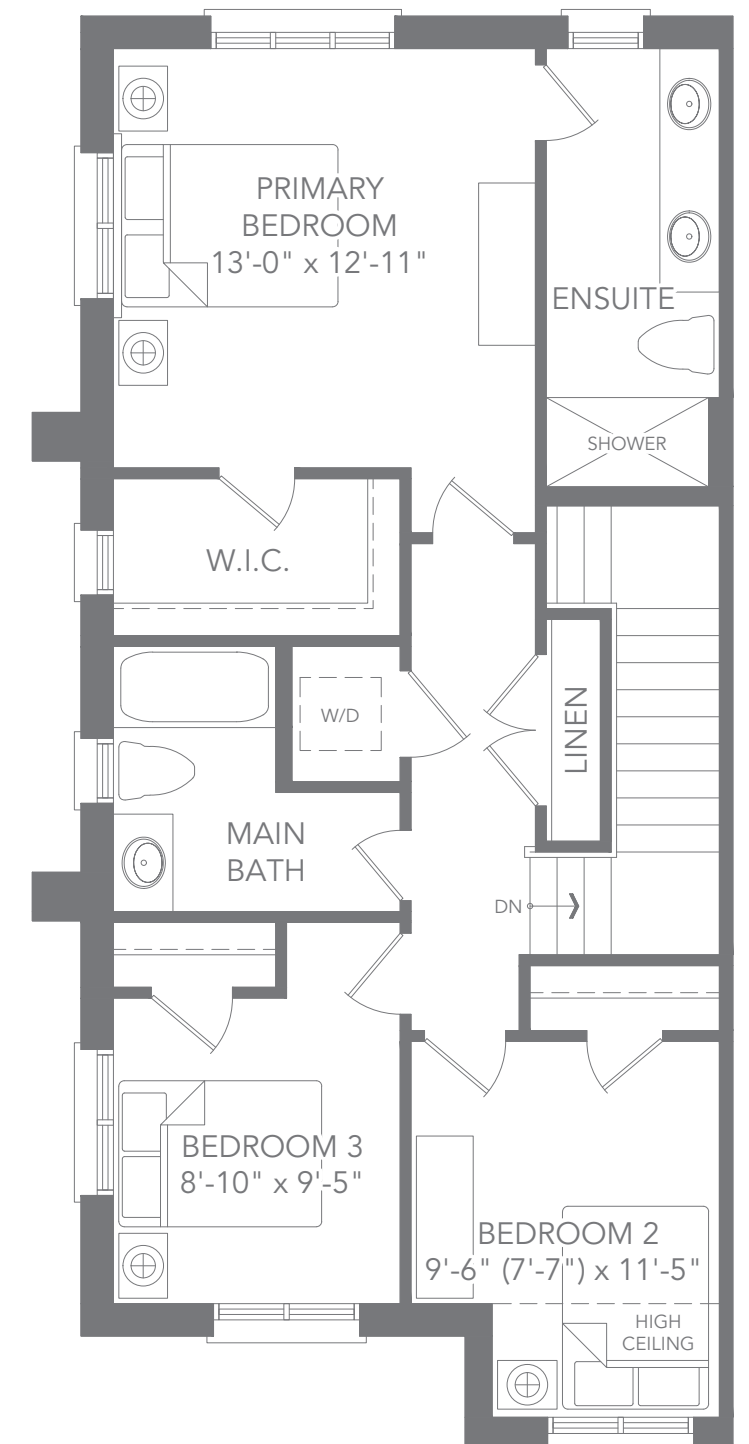 PRIMARY
BEDROOM
13'-0" x 12'-11"
ENSUITE
SHOWER
W.I.C.
W/D
LINEN
MAIN
BATH
DN
BEDROOM 3
8'-10" x 9'-5"
BEDROOM 2
9'-6" (7'-7") x 11'-5"
HIGH
CEILING